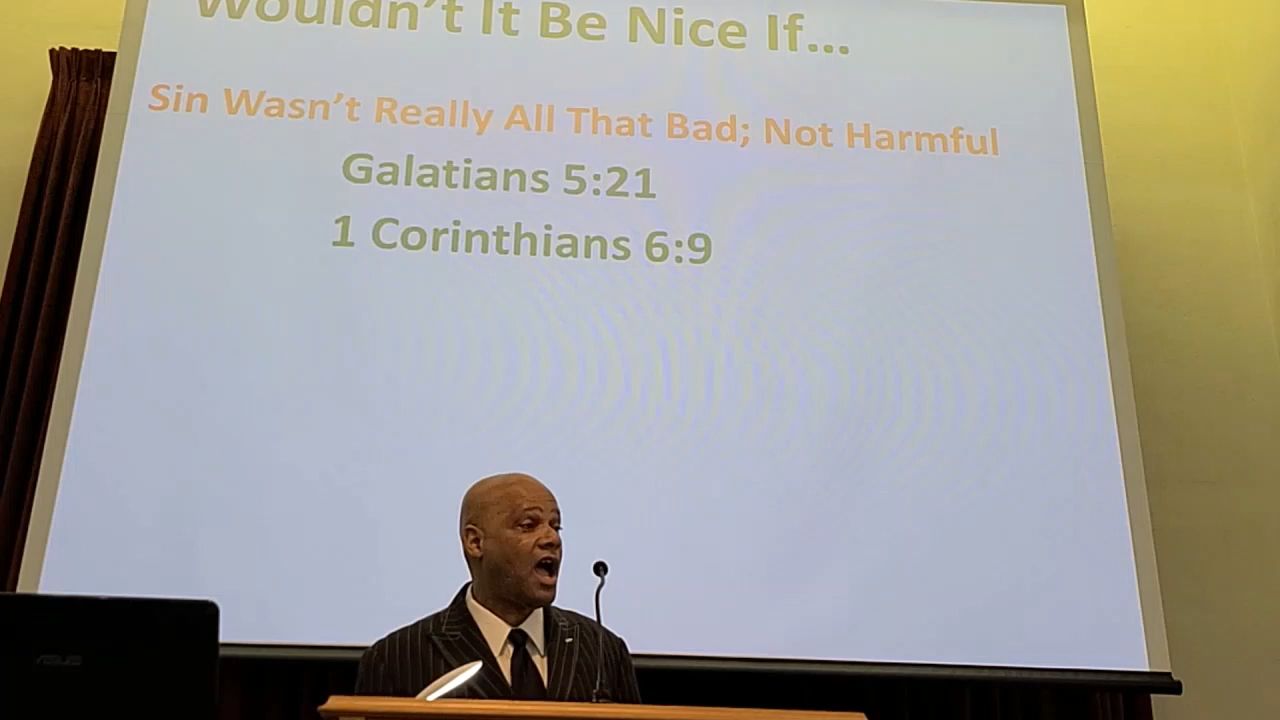 Wouldn't It Be Nice If...
Sin Wasn't Really All That Bad; Not Harmful
Galatians 5:21
1 Corinthians 6:9
ASUS